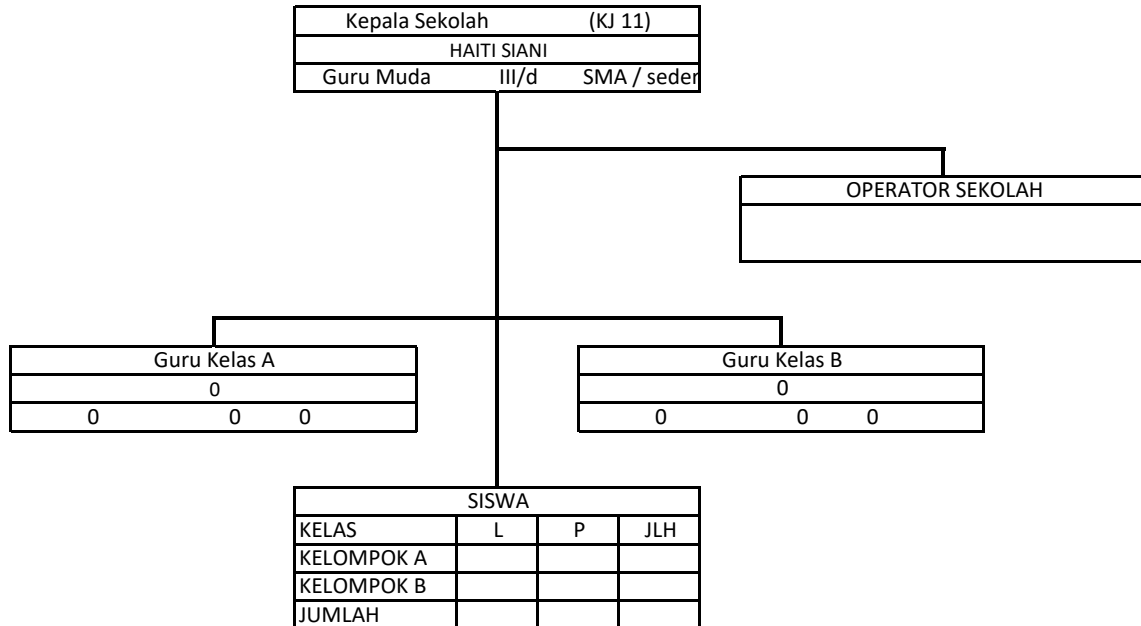 Kepala Sekolah (KJ 11)
HAITI SIANI
Guru Muda III/d SMA / seder
OPERATOR SEKOLAH
Guru Kelas A
0
0 0 0
Guru Kelas B
0
0 0 0
SISWA
KELAS L P JLH
KELOMPOK A
KELOMPOK B
JUMLAH